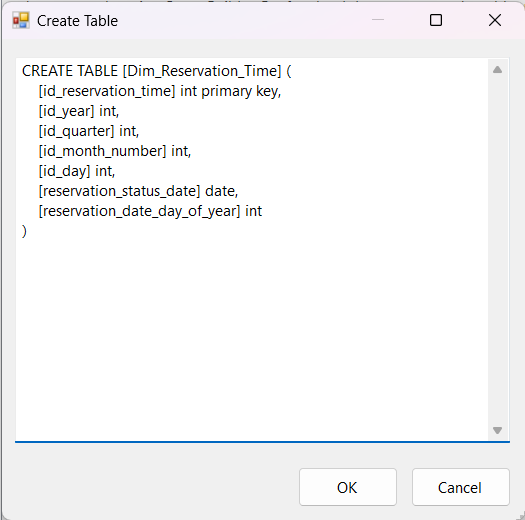 Create Table
CREATE TABLE [Dim_Reservation_Time] (
[id_reservation_time] int primary key,
[id_year] int,
[id_quarter] int,
[id_month_number] int,
[id_day] int,
[reservation_status_date] date,
[reservation_date_day_of_year] int
)
OK
Cancel